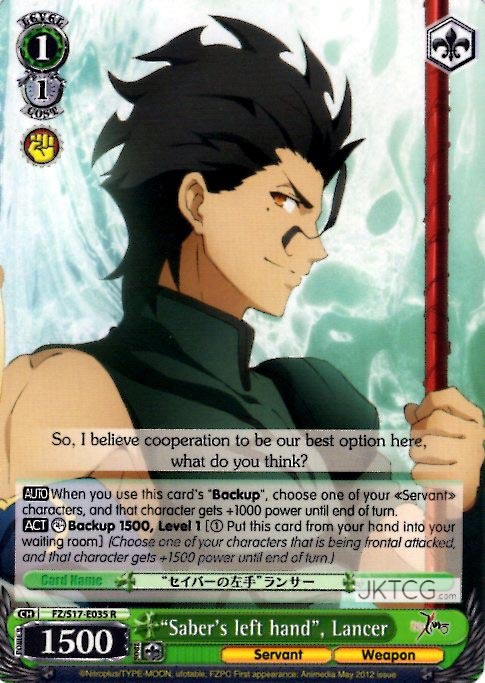 LEVEL
1
1
COST
So, I believe cooperation to be our best option here,
what do you think?
AUTO When you use this card's "Backup", choose one of your «Servant»
characters, and that character gets +1000 power until end of turn.
ACT Backup 1500, Level 1 [① Put this card from your hand into your
waiting room] (Choose one of your characters that is being frontal attacked,
and that character gets +1500 power until end of turn.)
Card Name
"セイバーの左手"ランサー
JKTCG.com
CH FZ/S17-E035 R
POWER
1500
SOUL
"Saber's left hand", Lancer
Servant
Weapon
©Nitroplus/TYPE-MOON, ufotable, FZPC First appearance: Animedia May 2012 issue